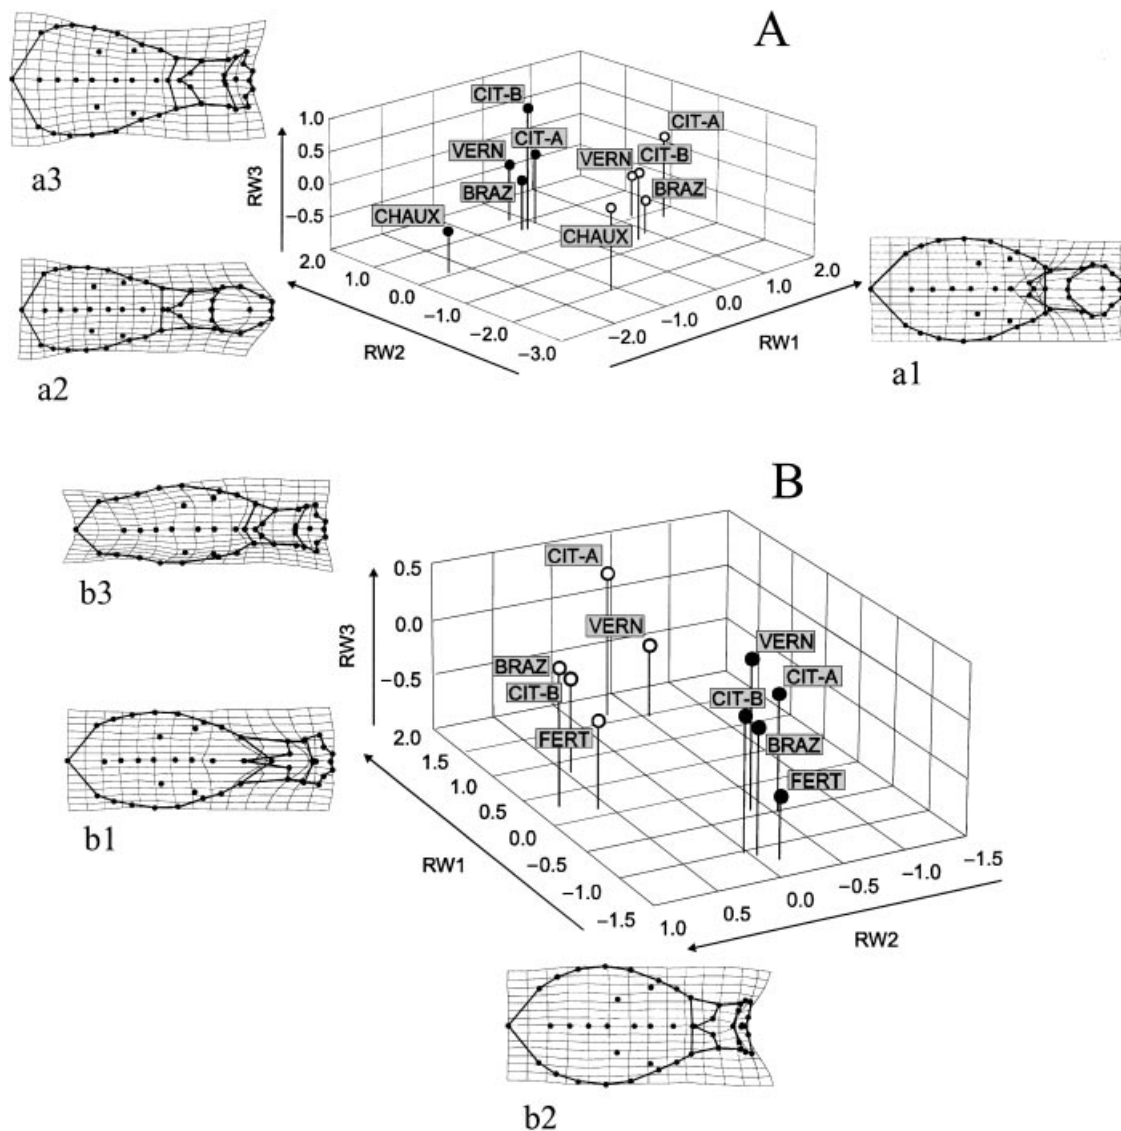 A
a3
RW3
1.0
0.5
0.0
−0.5
CIT-B
CIT-A
VERN
BRAZ
CHAUX
CIT-A
VERN
CIT-B
BRAZ
CHAUX
2.0
1.0
0.0
−1.0
−2.0
−3.0
RW2
−2.0
−1.0
0.0
1.0
2.0
RW1
a2
a1
B
b3
RW3
0.5
0.0
−0.5
CIT-A
VERN
BRAZ
CIT-B
FERT
VERN
CIT-A
CIT-B
BRAZ
FERT
b1
2.0
1.5
1.0
0.5
0.0
−0.5
−1.0
−1.5
RW1
1.0
0.5
0.0
−0.5
−1.0
−1.5
RW2
b2